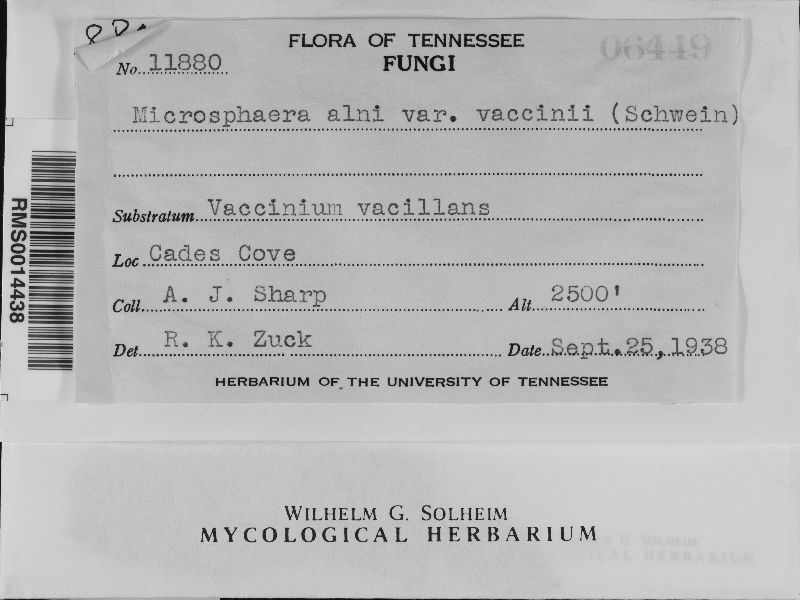 P D.
FLORA OF TENNESSEE
06449
No. 11880
FUNGI
Microsphaera alni var. vaccinii (Schwein)
Substratum Vaccinium vacillans
Loc Cades Cove
Coll. A. J. Sharp Alt 2500'
Det. R. K. Zuck Date Sept. 25, 1938
HERBARIUM OF THE UNIVERSITY OF TENNESSEE
RMS0014438
WILHELM G. SOLHEIM
MYCOLOGICAL HERBARIUM